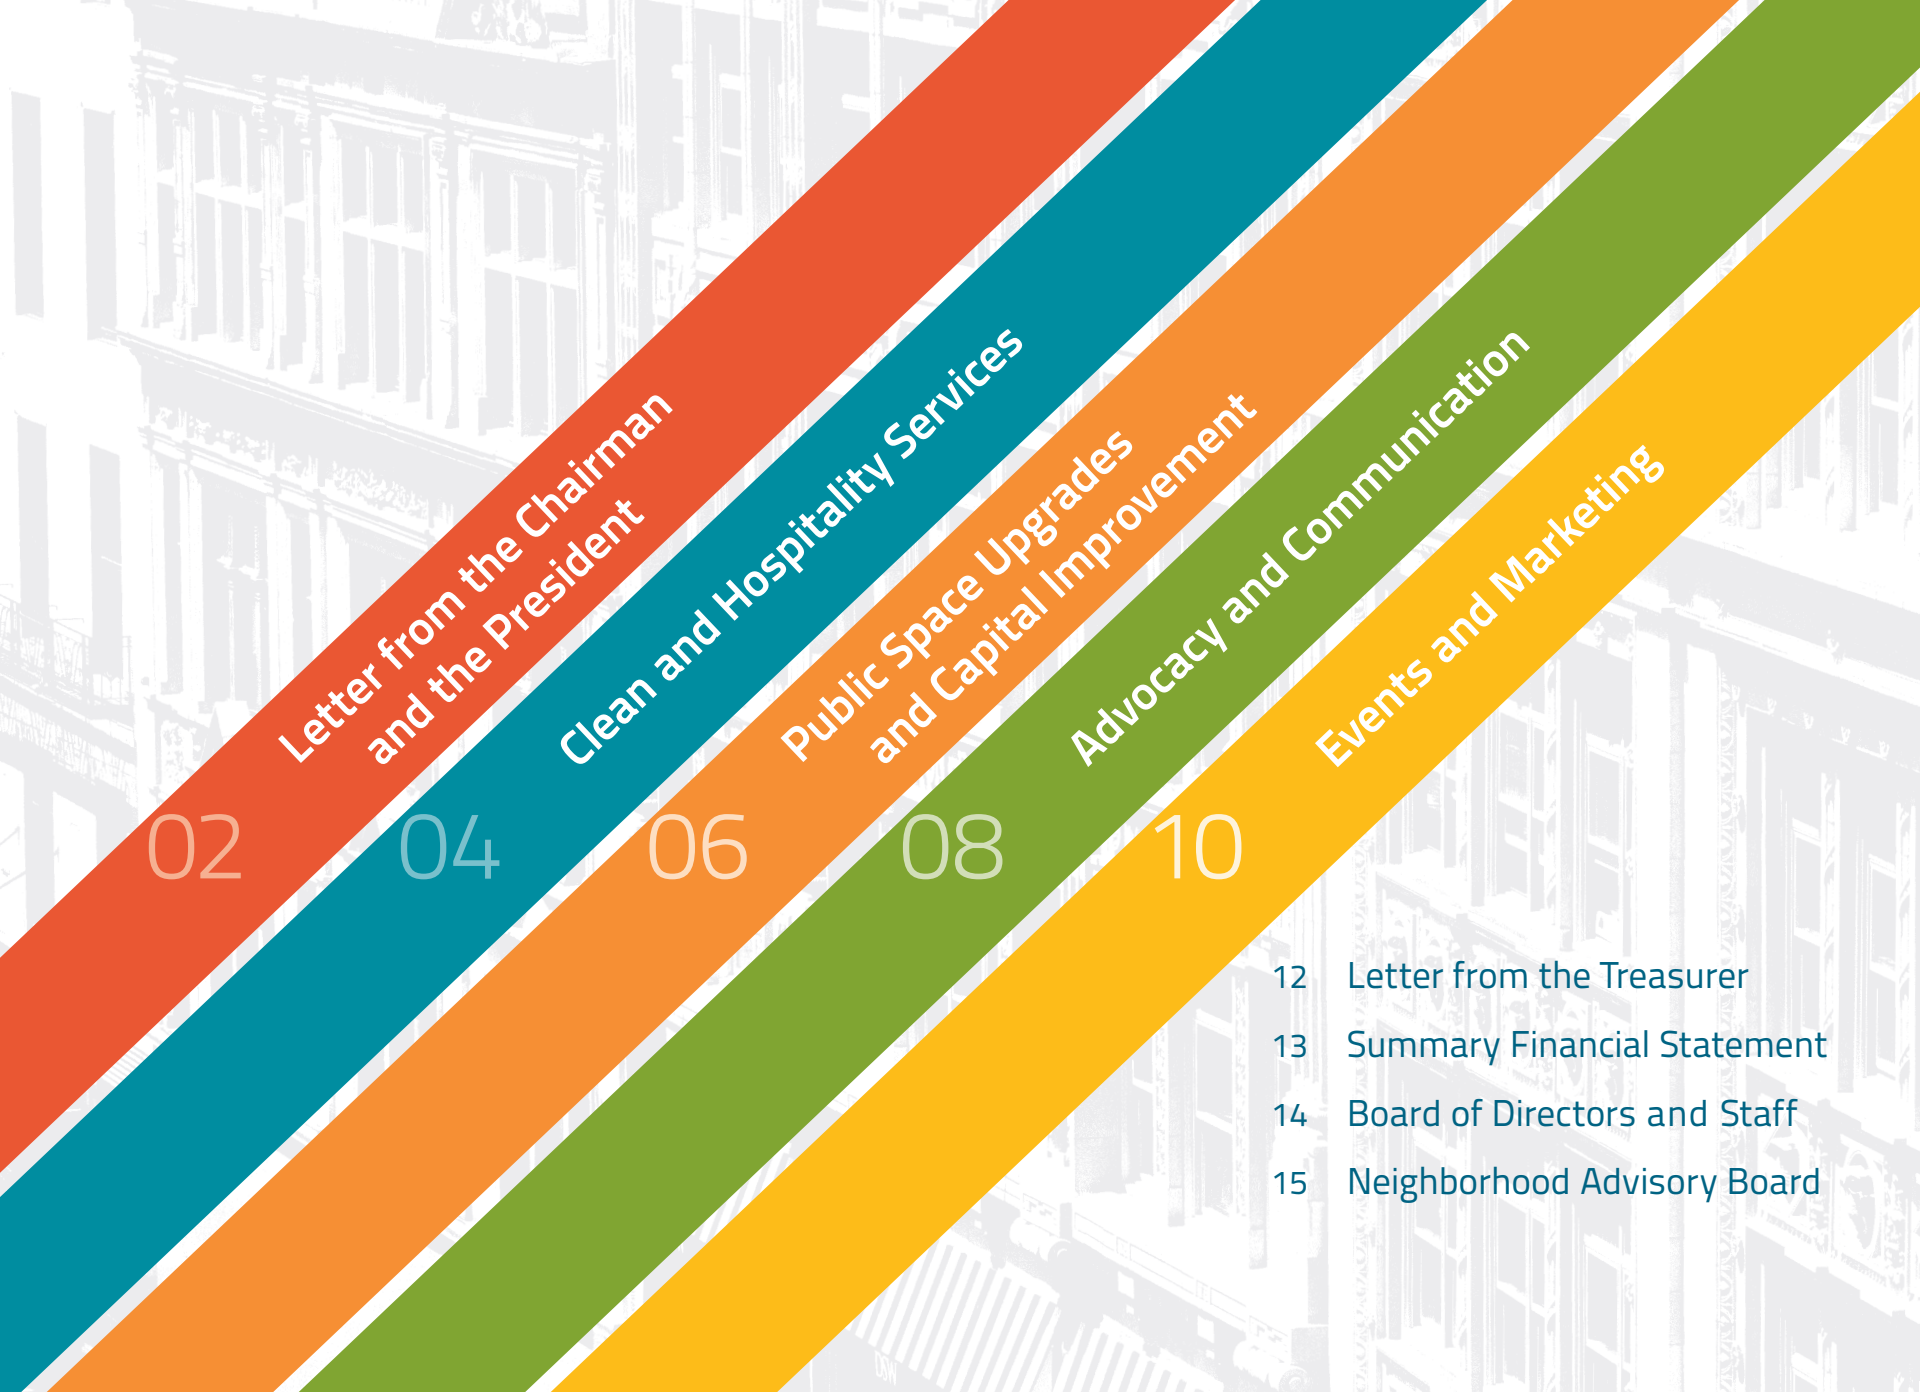 Letter from the Chairman
and the President
02
Clean and Hospitality Services
04
Public Space Upgrades
and Capital Improvement
06
Advocacy and Communication
08
Events and Marketing
10
12 Letter from the Treasurer
13 Summary Financial Statement
14 Board of Directors and Staff
15 Neighborhood Advisory Board
DSW